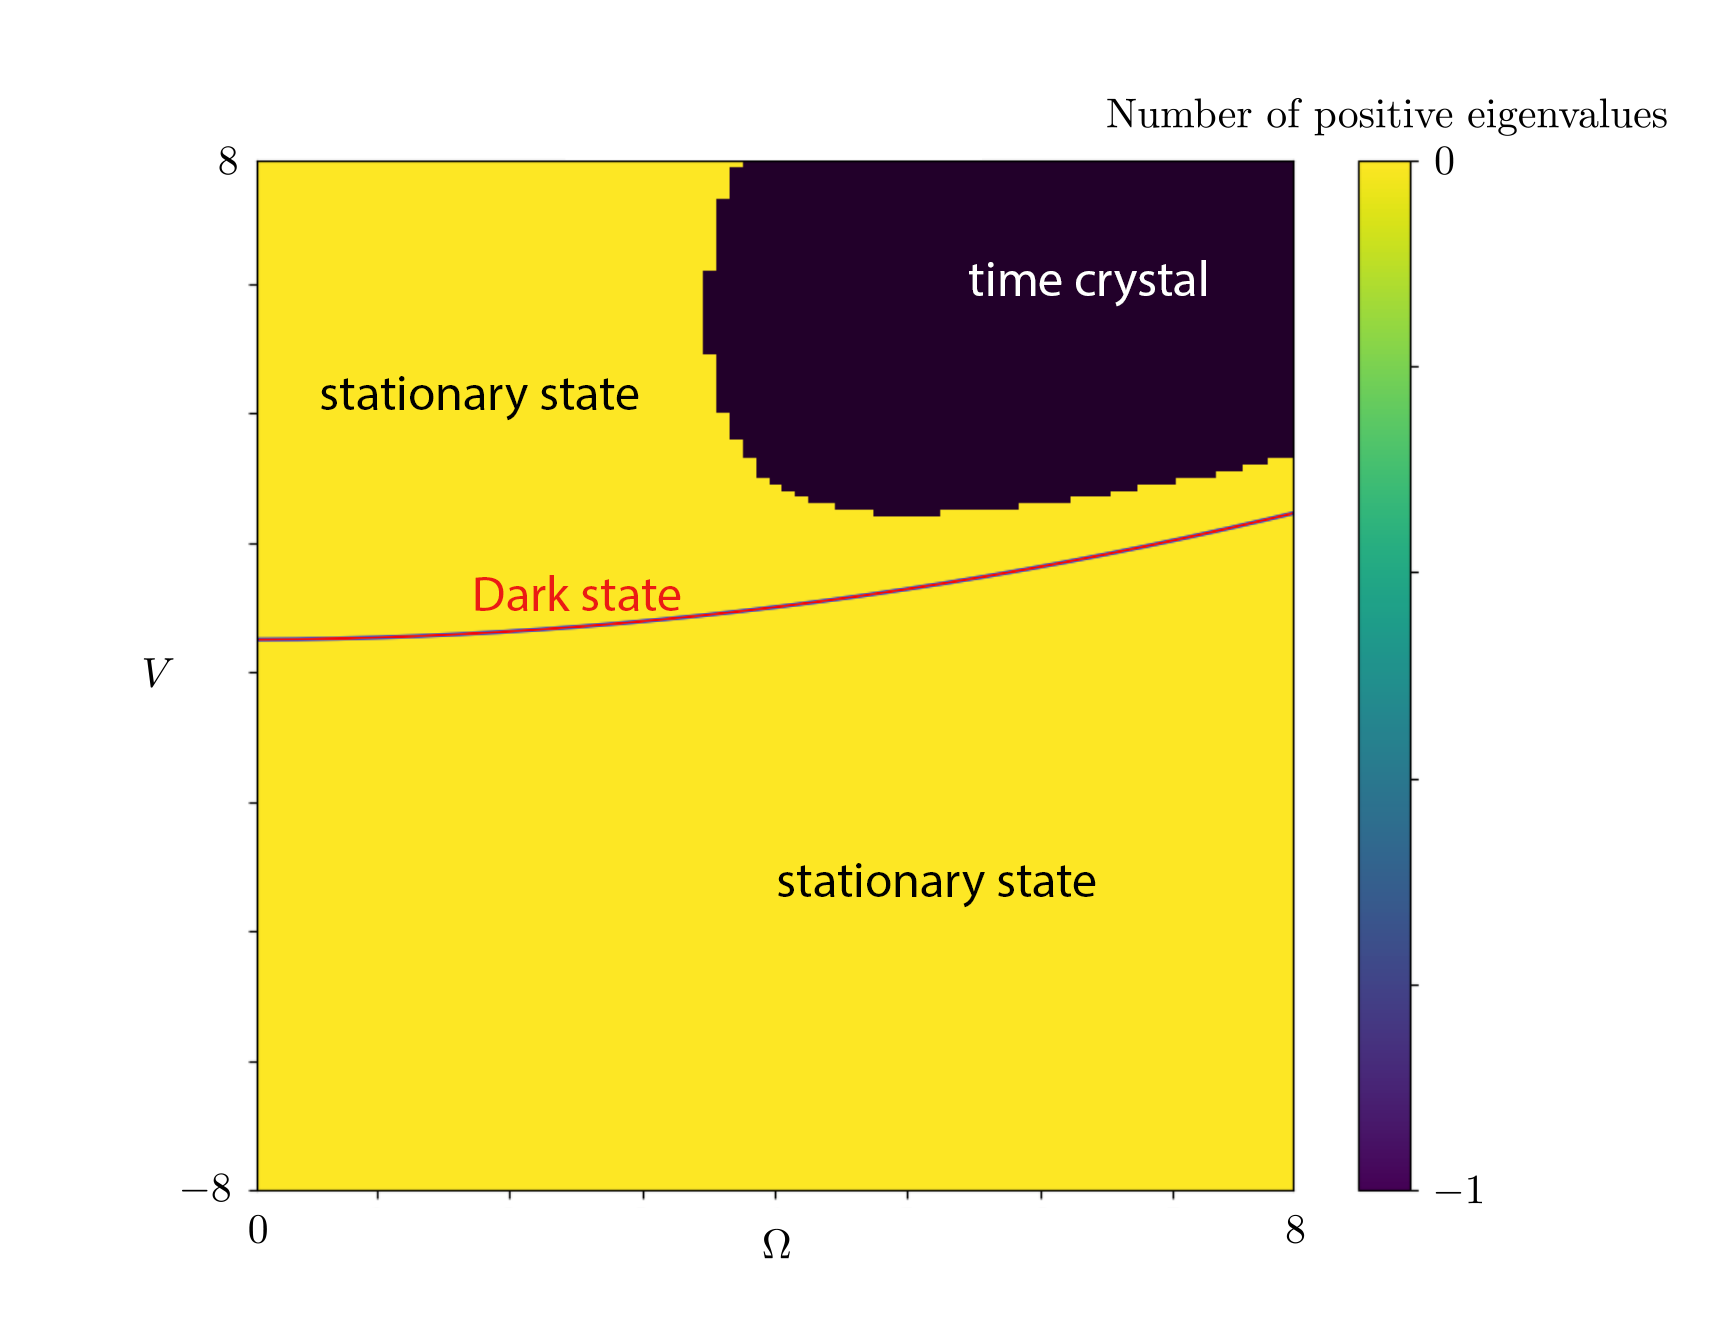 Number of positive eigenvalues
8
0
time crystal
stationary state
Dark state
V
stationary state
−8
−1
0
Ω
8